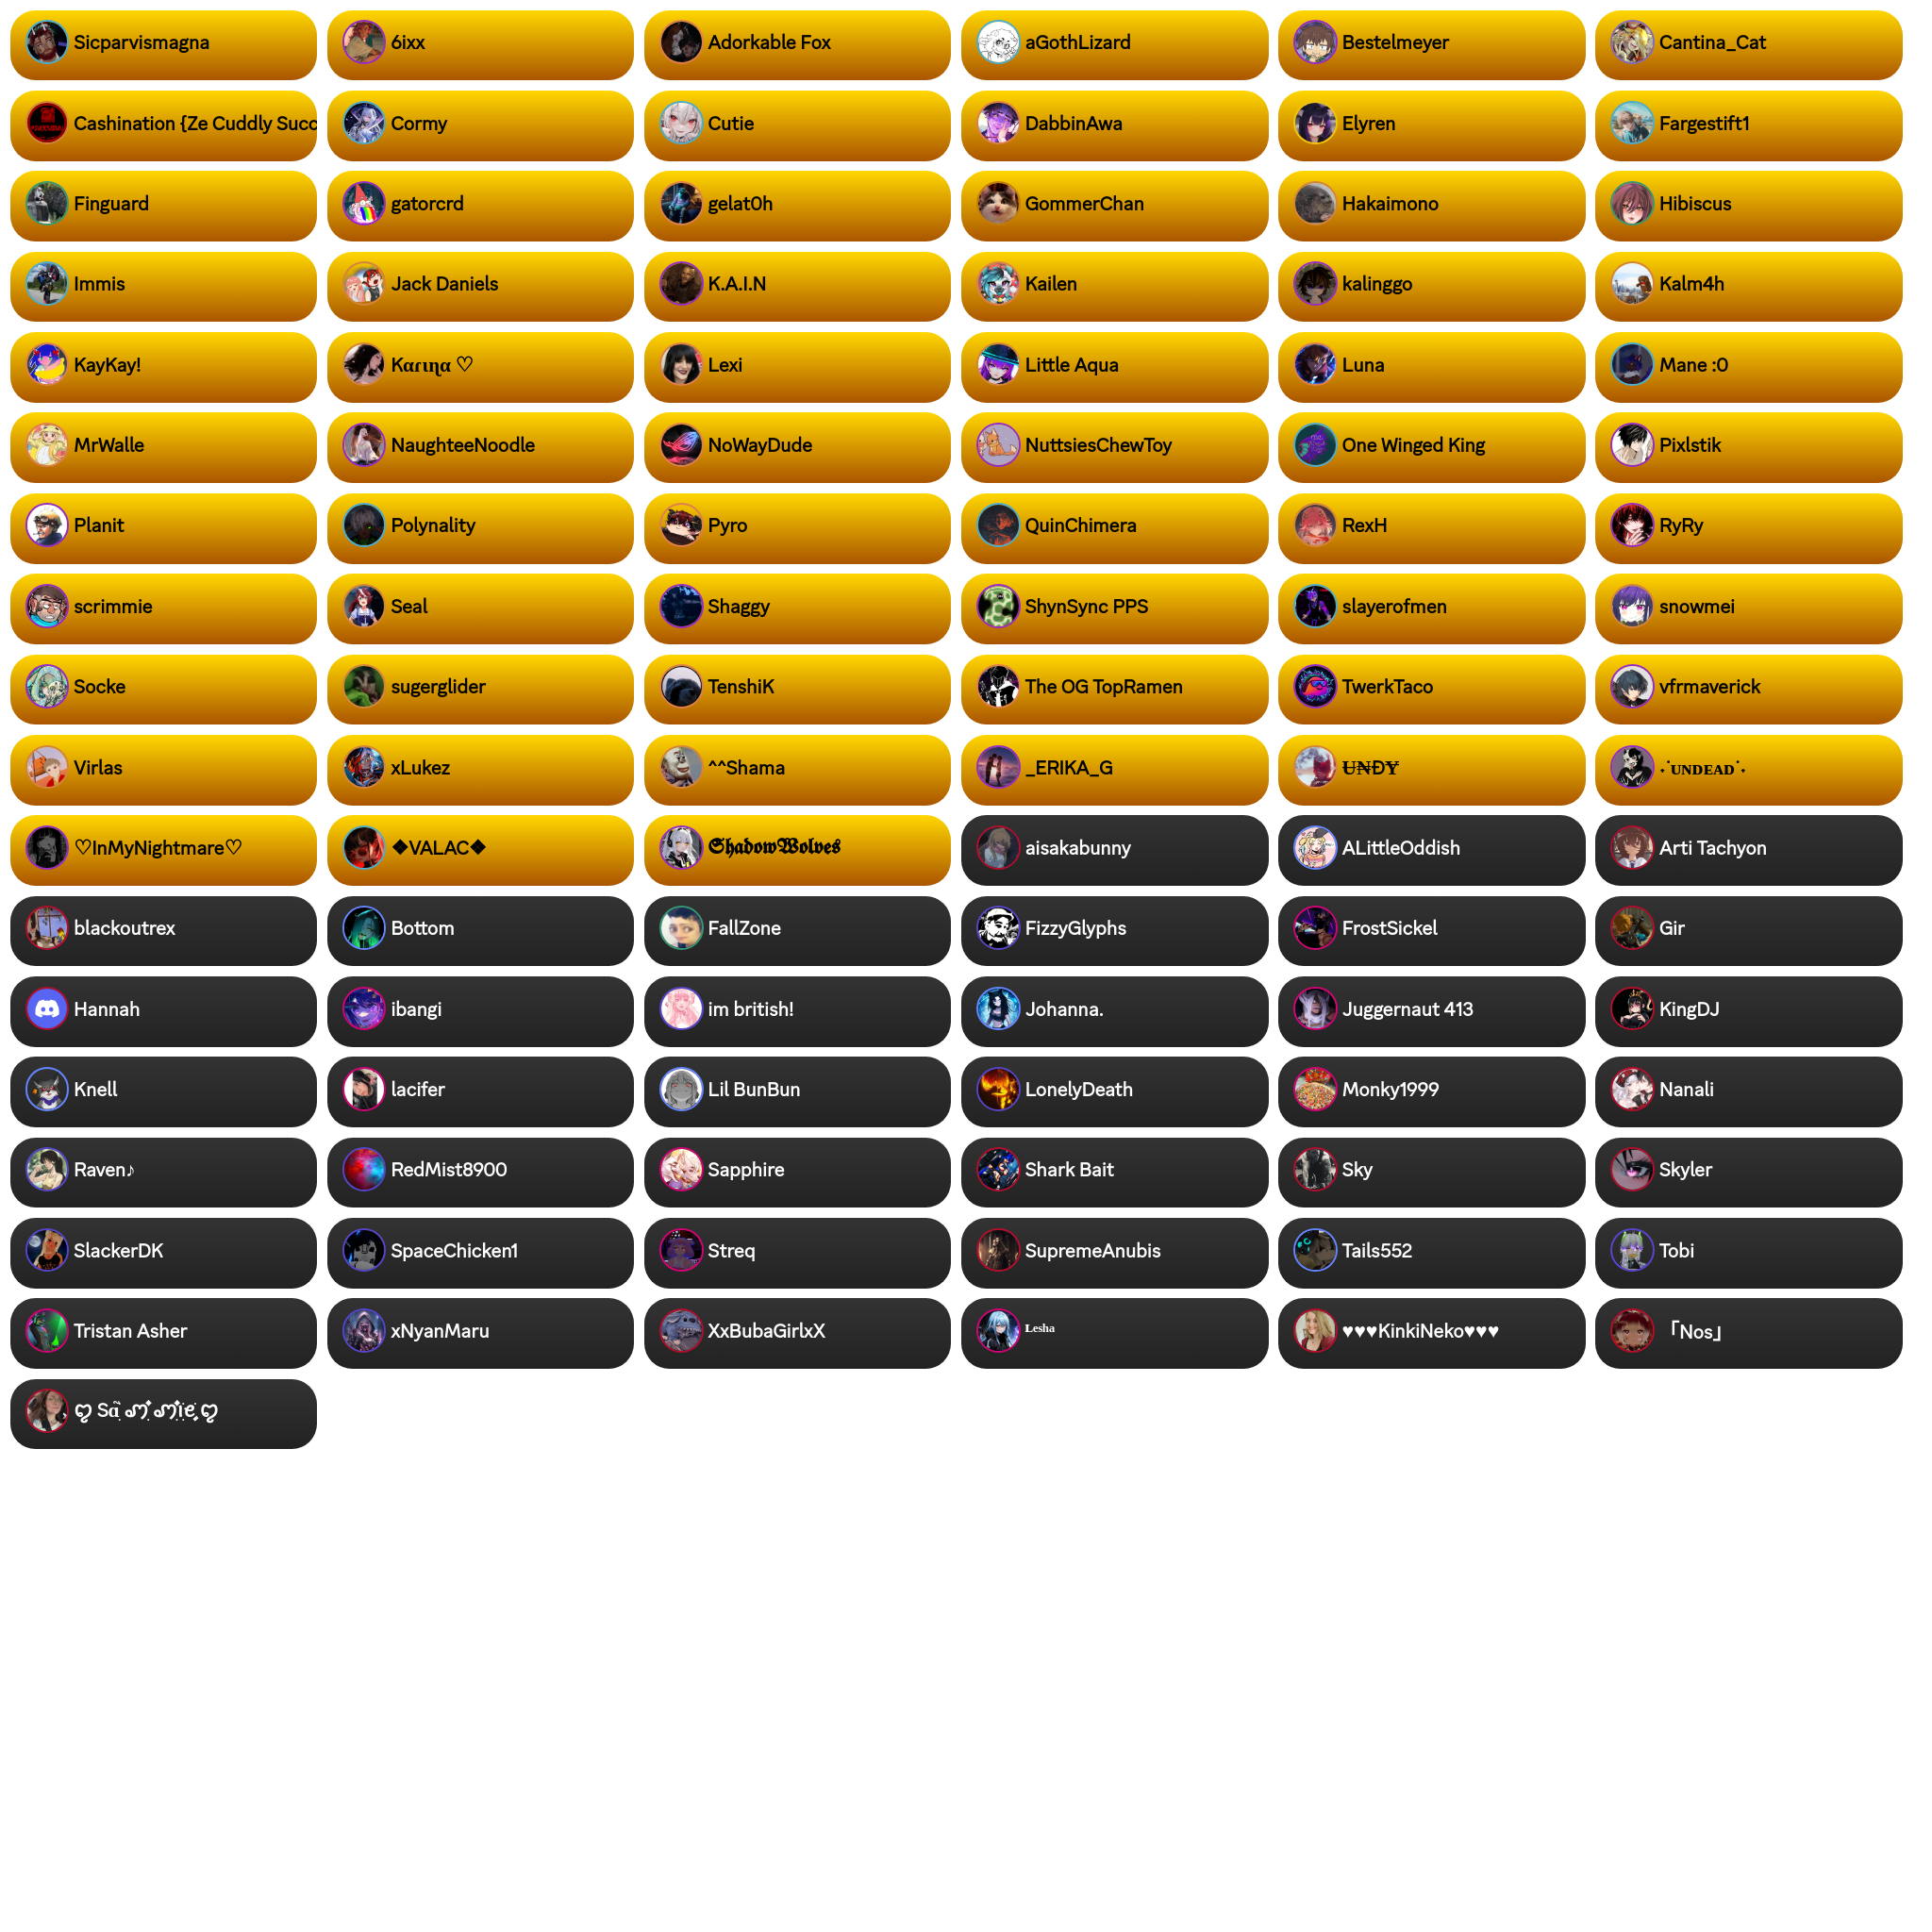 Sicparvismagna
6ixx
Adorkable Fox
aGothLizard
Bestelmeyer
Cantina_Cat
Cashination {Ze Cuddly Succ
Cormy
Cutie
DabbinAwa
Elyren
Fargestift1
Finguard
gatorcrd
gelat0h
GommerChan
Hakaimono
Hibiscus
Immis
Jack Daniels
K.A.I.N
Kailen
kalinggo
Kalm4h
KayKay!
Kαɾιɳα ♡
Lexi
Little Aqua
Luna
Mane :0
MrWalle
NaughteeNoodle
NoWayDude
NuttsiesChewToy
One Winged King
Pixlstik
Planit
Polynality
Pyro
QuinChimera
RexH
RyRy
scrimmie
Seal
Shaggy
ShynSync PPS
slayerofmen
snowmei
Socke
sugerglider
TenshiK
The OG TopRamen
TwerkTaco
vfrmaverick
Virlas
xLukez
^^Shama
_ERIKA_G
U̶₦ĐɎ
˖˙ᴜɴᴅᴇᴀᴅ˙˖
♡InMyNightmare♡
❖VALAC❖
𝕾𝖍𝖆𝖉𝖔𝖜𝖂𝖔𝖑𝖛𝖊𝖘
aisakabunny
ALittleOddish
Arti Tachyon
blackoutrex
Bottom
FallZone
FizzyGlyphs
FrostSickel
Gir
Hannah
ibangi
im british!
Johanna.
Juggernaut 413
KingDJ
Knell
lacifer
Lil BunBun
LonelyDeath
Monky1999
Nanali
Raven♪
RedMist8900
Sapphire
Shark Bait
Sky
Skyler
SlackerDK
SpaceChicken1
Streq
SupremeAnubis
Tails552
Tobi
Tristan Asher
xNyanMaru
XxBubaGirlxX
ᴸᵉˢʰᵃ
♥♥♥KinkiNeko♥♥♥
「Nos」